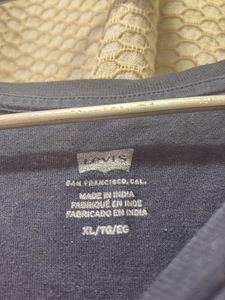 LEVI'S
SAN FRANCISCO, CAL.
MADE IN INDIA
FABRIQUÉ EN INDE
FABRICADO EN INDIA
XL/TG/EG